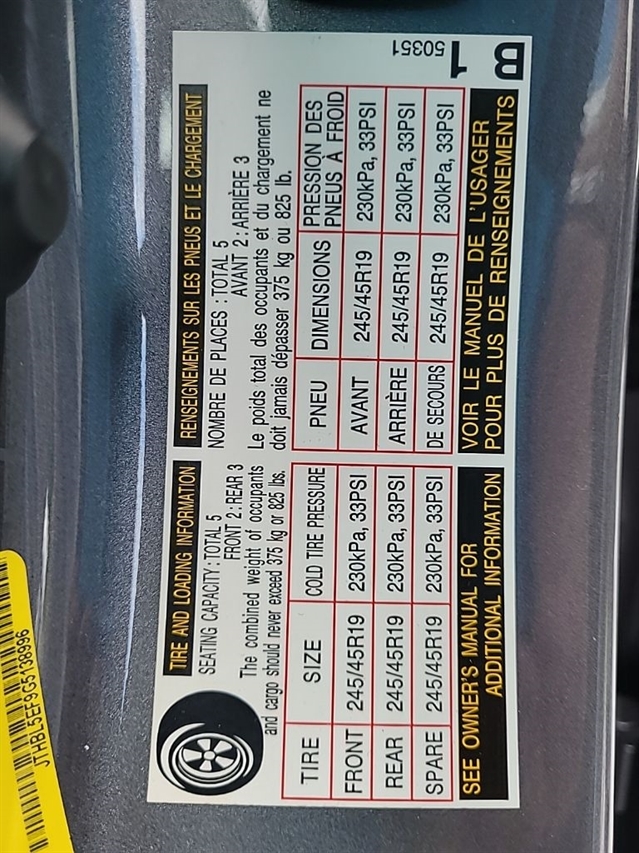 JTHBL5EF9G5138996
TIRE AND LOADING INFORMATION
SEATING CAPACITY : TOTAL 5
FRONT 2 : REAR 3
The combined weight of occupants
and cargo should never exceed 375 kg or 825 lbs.
TIRE SIZE COLD TIRE PRESSURE
FRONT 245/45R19 230kPa, 33PSI
REAR 245/45R19 230kPa, 33PSI
SPARE 245/45R19 230kPa, 33PSI
SEE OWNER'S MANUAL FOR
ADDITIONAL INFORMATION
RENSEIGNEMENTS SUR LES PNEUS ET LE CHARGEMENT
NOMBRE DE PLACES : TOTAL 5
AVANT 2 : ARRIÈRE 3
Le poids total des occupants et du chargement ne
doit jamais dépasser 375 kg ou 825 lb.
PNEU DIMENSIONS PRESSION DES
PNEUS À FROID
AVANT 245/45R19 230kPa, 33PSI
ARRIÈRE 245/45R19 230kPa, 33PSI
DE SECOURS 245/45R19 230kPa, 33PSI
VOIR LE MANUEL DE L'USAGER
POUR PLUS DE RENSEIGNEMENTS
50351
1
B